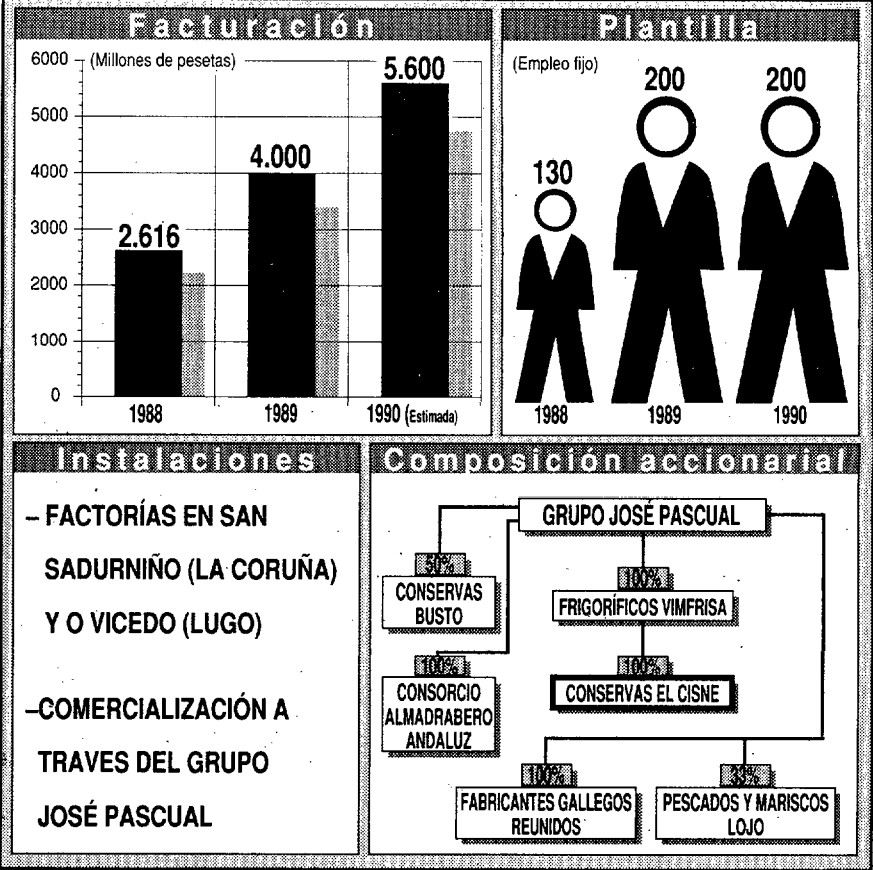 Facturación
(Millones de pesetas)
6000
5000
4000
3000
2000
1000
0
2.616
4.000
5.600
1988
1989
1990 (Estimada)
Plantilla
(Empleo fijo)
130
200
200
1988
1989
1990
Instalaciones
– FACTORÍAS EN SAN
SADURNIÑO (LA CORUÑA)
Y O VICEDO (LUGO)
–COMERCIALIZACIÓN A
TRAVES DEL GRUPO
JOSÉ PASCUAL
Composición accionarial
GRUPO JOSÉ PASCUAL
50%
CONSERVAS
BUSTO
100%
FRIGORÍFICOS VIMFRISA
100%
CONSORCIO
ALMADRABERO
ANDALUZ
100%
CONSERVAS EL CISNE
100%
FABRICANTES GALLEGOS
REUNIDOS
33%
PESCADOS Y MARISCOS
LOJO